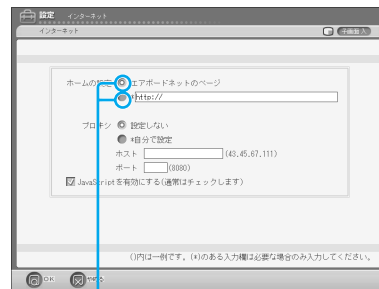 設定 インターネット
インターネット 子画面 入
ホームの設定 エアボードネットのページ
*http://
プロキシ 設定しない
*自分で設定
ホスト (43,45,67,111)
ポート (8080)
JavaScriptを有効にする(通常はチェックします)
()内は一例です。(*)のある入力欄は必要な場合のみ入力してください。
OK やめる